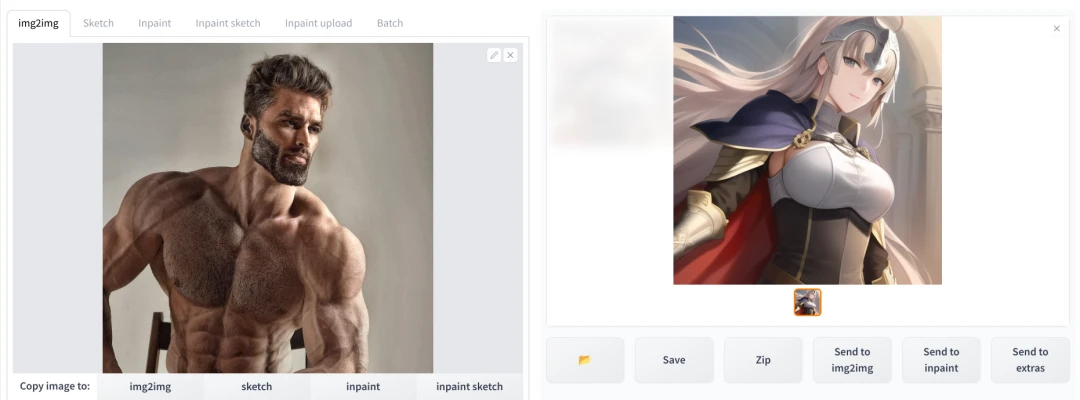 img2img
Sketch
Inpaint
Inpaint sketch
Inpaint upload
Batch
Copy image to:
img2img
sketch
inpaint
inpaint sketch
Save
Zip
Send to
img2img
Send to
inpaint
Send to
extras